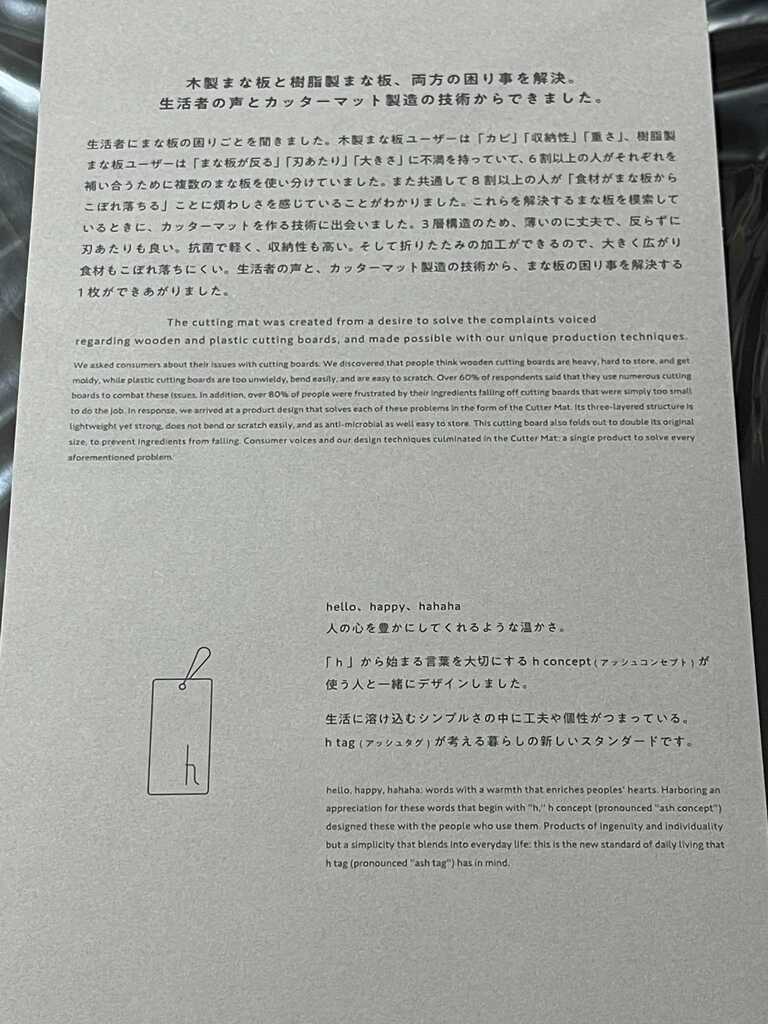 木製まな板と樹脂製まな板、両方の困り事を解決。
生活者の声とカッターマット製造の技術からできました。
生活者にまな板の困りごとを聞きました。木製まな板ユーザーは「カビ」「収納性」「重さ」、樹脂製
まな板ユーザーは「まな板が反る」「刃あたり」「大きさ」に不満を持っていて、6割以上の人がそれぞれを
補い合うために複数のまな板を使い分けていました。また共通して8割以上の人が「食材がまな板から
こぼれ落ちる」ことに煩わしさを感じていることがわかりました。これらを解決するまな板を模索して
いるときに、カッターマットを作る技術に出会いました。3層構造のため、薄いのに丈夫で、反らずに
刃あたりも良い。抗菌で軽く、収納性も高い。そして折りたたみの加工ができるので、大きく広がり
食材もこぼれ落ちにくい。生活者の声と、カッターマット製造の技術から、まな板の困り事を解決する
1枚ができあがりました。
The cutting mat was created from a desire to solve the complaints voiced
regarding wooden and plastic cutting boards, and made possible with our unique production techniques.
We asked consumers about their issues with cutting boards. We discovered that people think wooden cutting boards are heavy, hard to store, and get
moldy, while plastic cutting boards are too unwieldy, bend easily, and are easy to scratch. Over 60% of respondents said that they use numerous cutting
boards to combat these issues. In addition, over 80% of people were frustrated by their ingredients falling off cutting boards that were simply too small
to do the job. In response, we arrived at a product design that solves each of these problems in the form of the Cutter Mat. Its three-layered structure is
lightweight yet strong, does not bend or scratch easily, and as anti-microbial as well easy to store. This cutting board also folds out to double its original
size, to prevent ingredients from falling. Consumer voices and our design techniques culminated in the Cutter Mat: a single product to solve every
aforementioned problem.
hello、happy、hahaha
人の心を豊かにしてくれるような温かさ。
「h」から始まる言葉を大切にする h concept (アッシュコンセプト) が
使う人と一緒にデザインしました。
生活に溶け込むシンプルさの中に工夫や個性がつまっている。
h tag (アッシュタグ) が考える暮らしの新しいスタンダードです。
h
hello, happy, hahaha: words with a warmth that enriches peoples' hearts. Harboring an
appreciation for these words that begin with "h," h concept (pronounced "ash concept")
designed these with the people who use them. Products of ingenuity and individuality
but a simplicity that blends into everyday life: this is the new standard of daily living that
h tag (pronounced "ash tag") has in mind.